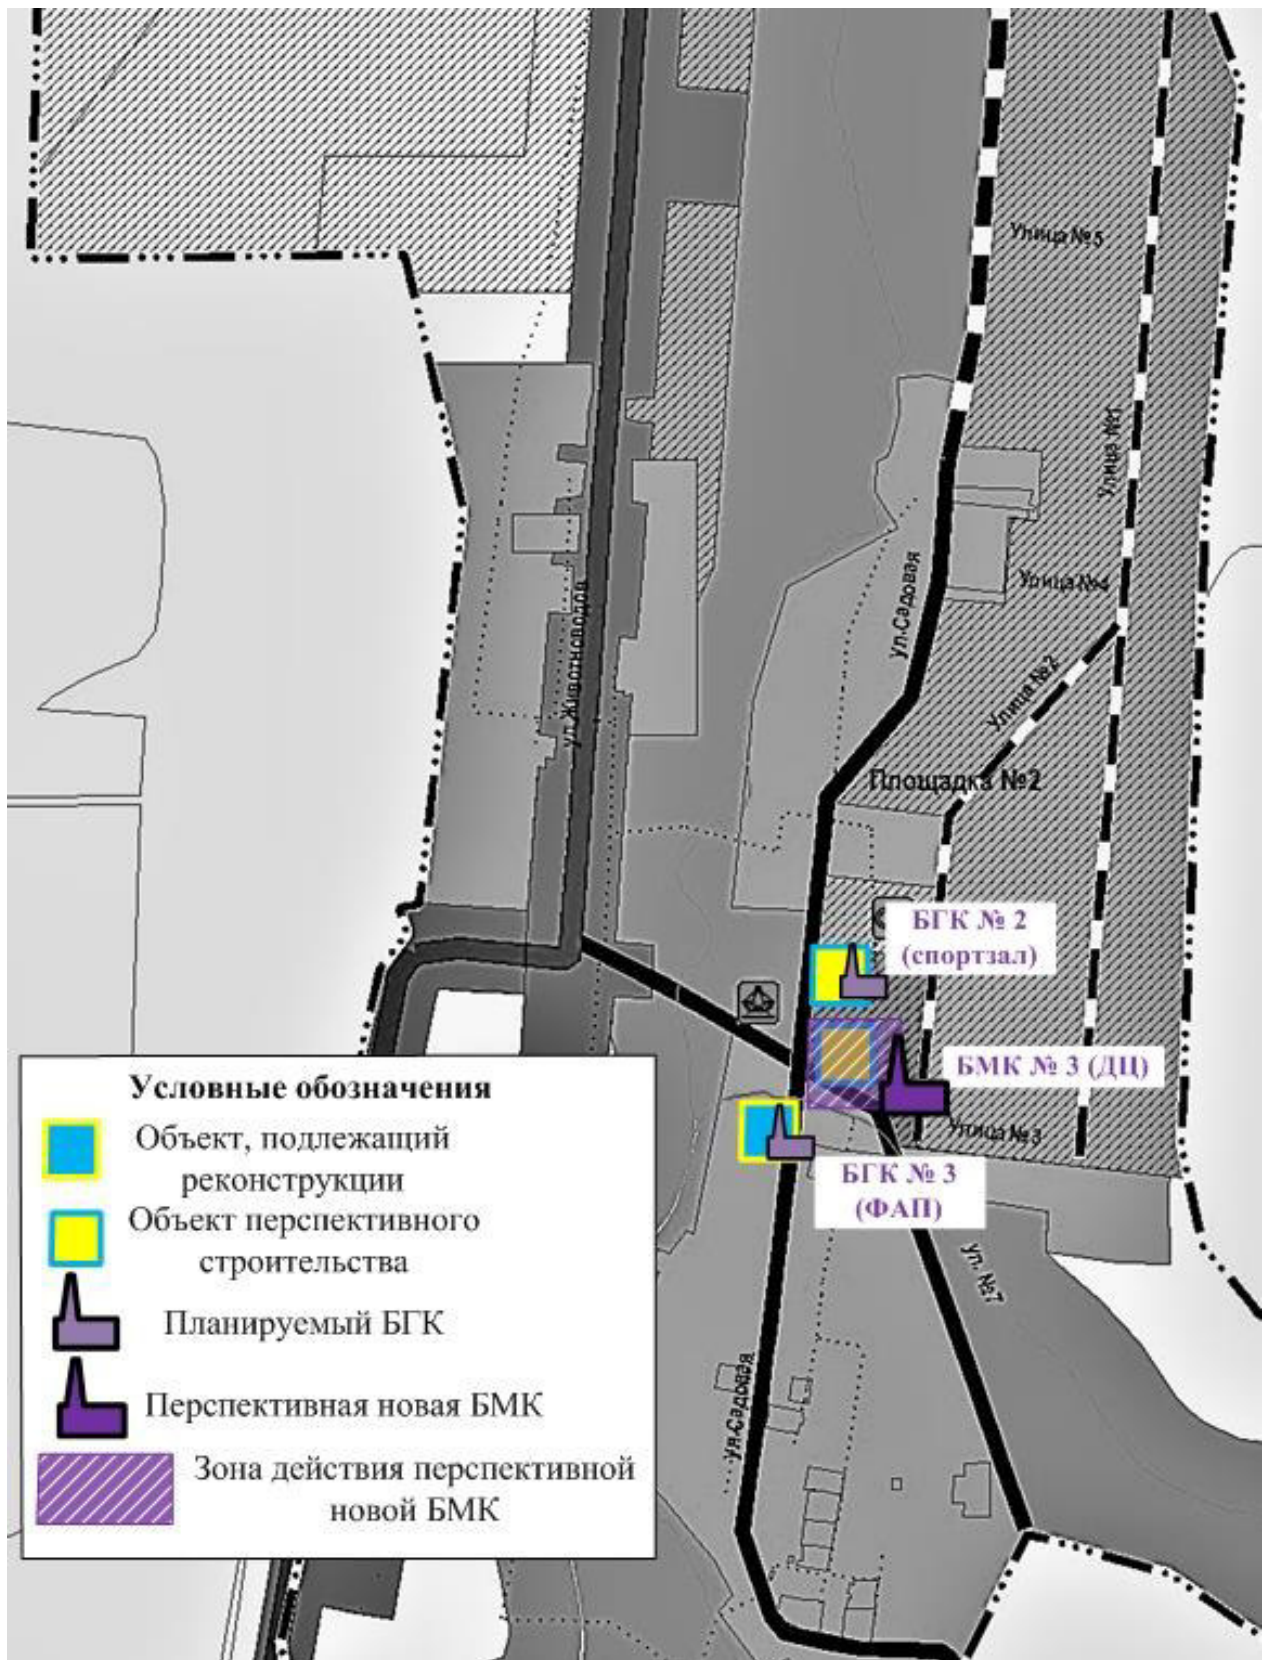 Улица №5
Улица №1
ул.Садовая
Улица №4
ул.Животноводов
Улица №2
Площадка №2
БГК № 2
(спортзал)
БМК № 3 (ДЦ)
Улица №3
БГК № 3
(ФАП)
ул. №7
ул.Садовая
Условные обозначения
Объект, подлежащий
реконструкции
Объект перспективного
строительства
Планируемый БГК
Перспективная новая БМК
Зона действия перспективной
новой БМК